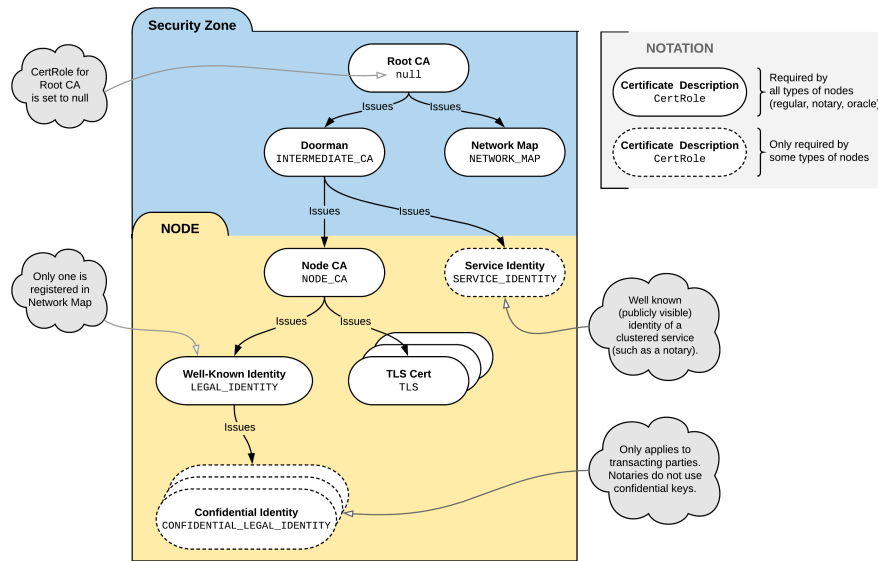 Security Zone
CertRole for
Root CA
is set to null
Root CA
null
Issues
Issues
Doorman
INTERMEDIATE_CA
Network Map
NETWORK_MAP
Issues
Issues
NOTATION
Certificate Description
CertRole
Required by
all types of nodes
(regular, notary, oracle)
Certificate Description
CertRole
Only required by
some types of nodes
NODE
Node CA
NODE_CA
Service Identity
SERVICE_IDENTITY
Only one is
registered in
Network Map
Issues
Issues
Well known
(publicly visible)
identity of a
clustered service
(such as a notary).
Well-Known Identity
LEGAL_IDENTITY
TLS Cert
TLS
Issues
Only applies to
transacting parties.
Notaries do not use
confidential keys.
Confidential Identity
CONFIDENTIAL_LEGAL_IDENTITY